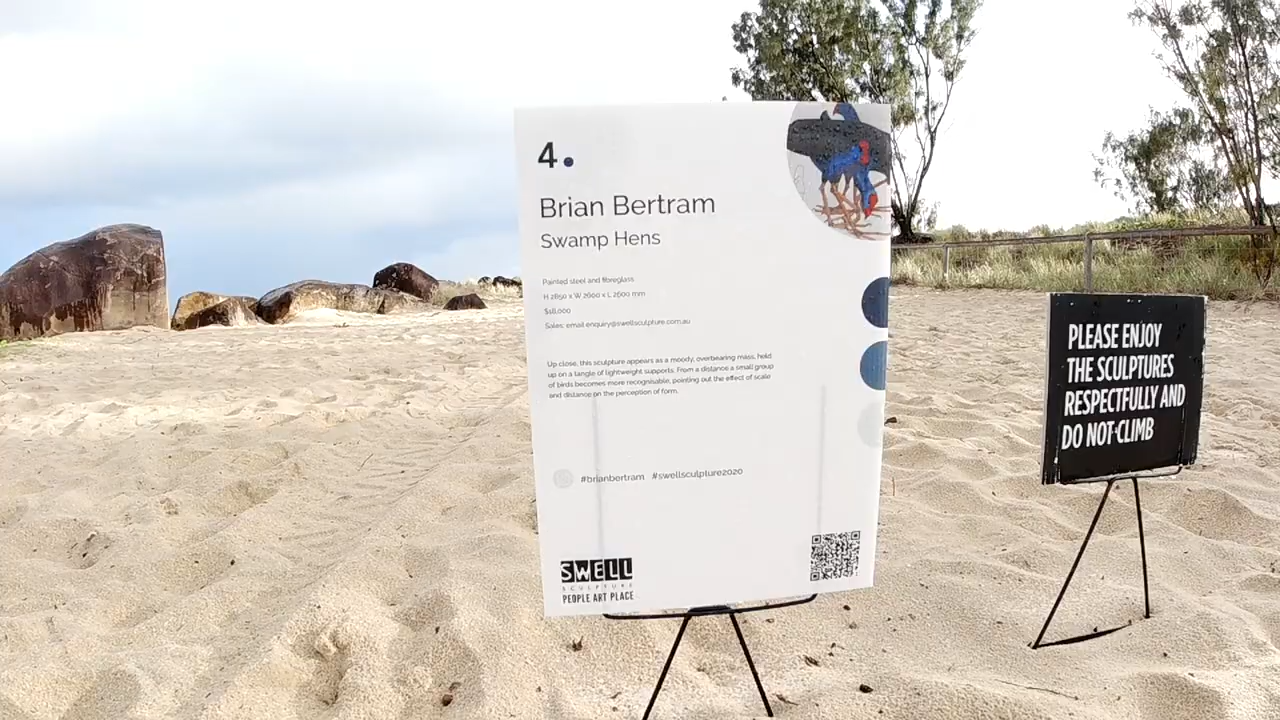 4.
Brian Bertram
Swamp Hens
Painted steel and fibreglass
H 2850 x W 2600 x L 2600 mm
$18,000
Sales: email enquiry@swellsculpture.com.au
Up close, this sculpture appears as a moody, overbearing mass, held
up on a tangle of lightweight supports. From a distance a small group
of birds becomes more recognisable, pointing out the effect of scale
and distance on the perception of form.
#brianbertram #swellsculpture2020
SWELL
SCULPTURE
PEOPLE ART PLACE
PLEASE ENJOY
THE SCULPTURES
RESPECTFULLY AND
DO NOT CLIMB